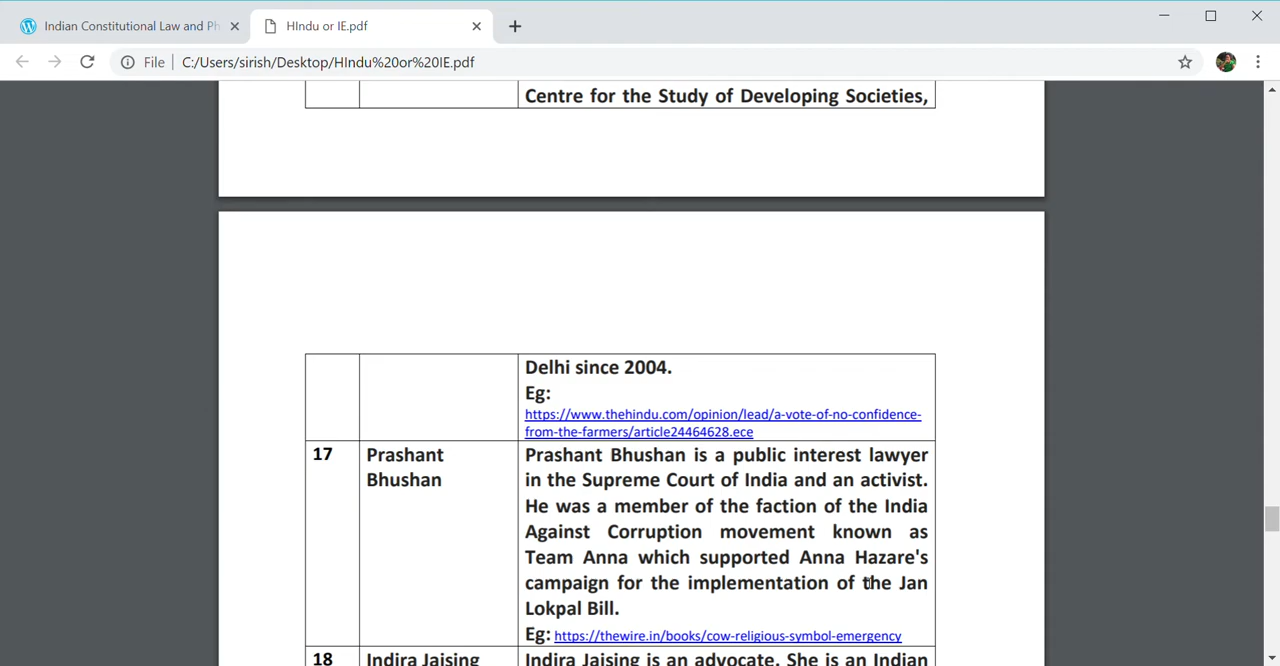 Indian Constitutional Law and Ph
HIndu or IE.pdf
File
C:/Users/sirish/Desktop/HIndu%20or%20IE.pdf
Centre for the Study of Developing Societies,
Delhi since 2004.
Eg:
https://www.thehindu.com/opinion/lead/a-vote-of-no-confidence-
from-the-farmers/article24464628.ece
17
Prashant
Bhushan
Prashant Bhushan is a public interest lawyer
in the Supreme Court of India and an activist.
He was a member of the faction of the India
Against Corruption movement known as
Team Anna which supported Anna Hazare's
campaign for the implementation of the Jan
Lokpal Bill.
Eg: https://thewire.in/books/cow-religious-symbol-emergency
18
Indira Jaising
Indira Jaising is an advocate. She is an Indian